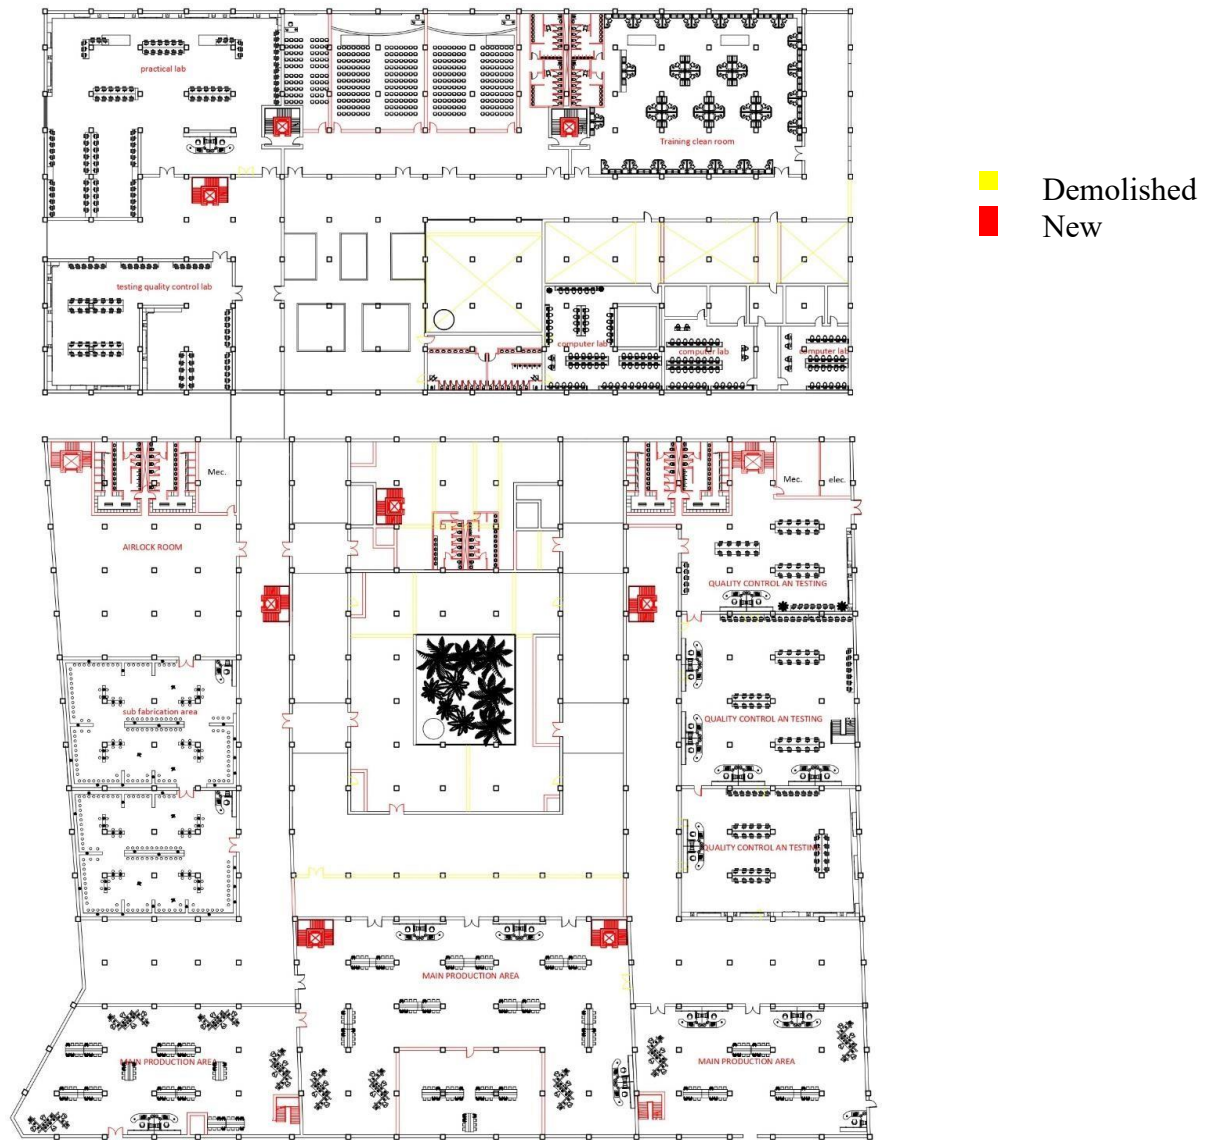 practical lab
Training clean room
Demolished
New
testing quality control lab
computer lab
computer lab
computer lab
Mec.
Mec.
elec.
AIRLOCK ROOM
QUALITY CONTROL AN TESTING
sub fabrication area
QUALITY CONTROL AN TESTING
QUALITY CONTROL AN TESTING
MAIN PRODUCTION AREA
MAIN PRODUCTION AREA
MAIN PRODUCTION AREA